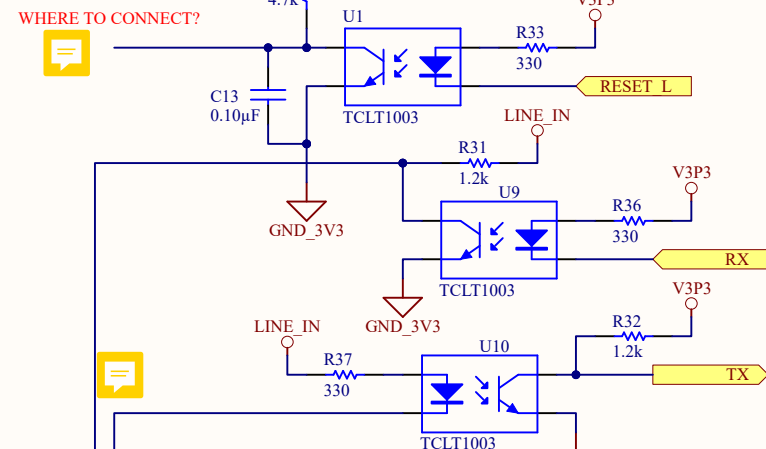 4.7k
V3P3
WHERE TO CONNECT?
U1
R33
330
RESET_L
C13
0.10µF
TCLT1003
LINE_IN
R31
1.2k
V3P3
U9
R36
330
GND_3V3
RX
TCLT1003
V3P3
LINE_IN
GND_3V3
R32
U10
R37
1.2k
330
TX
TCLT1003